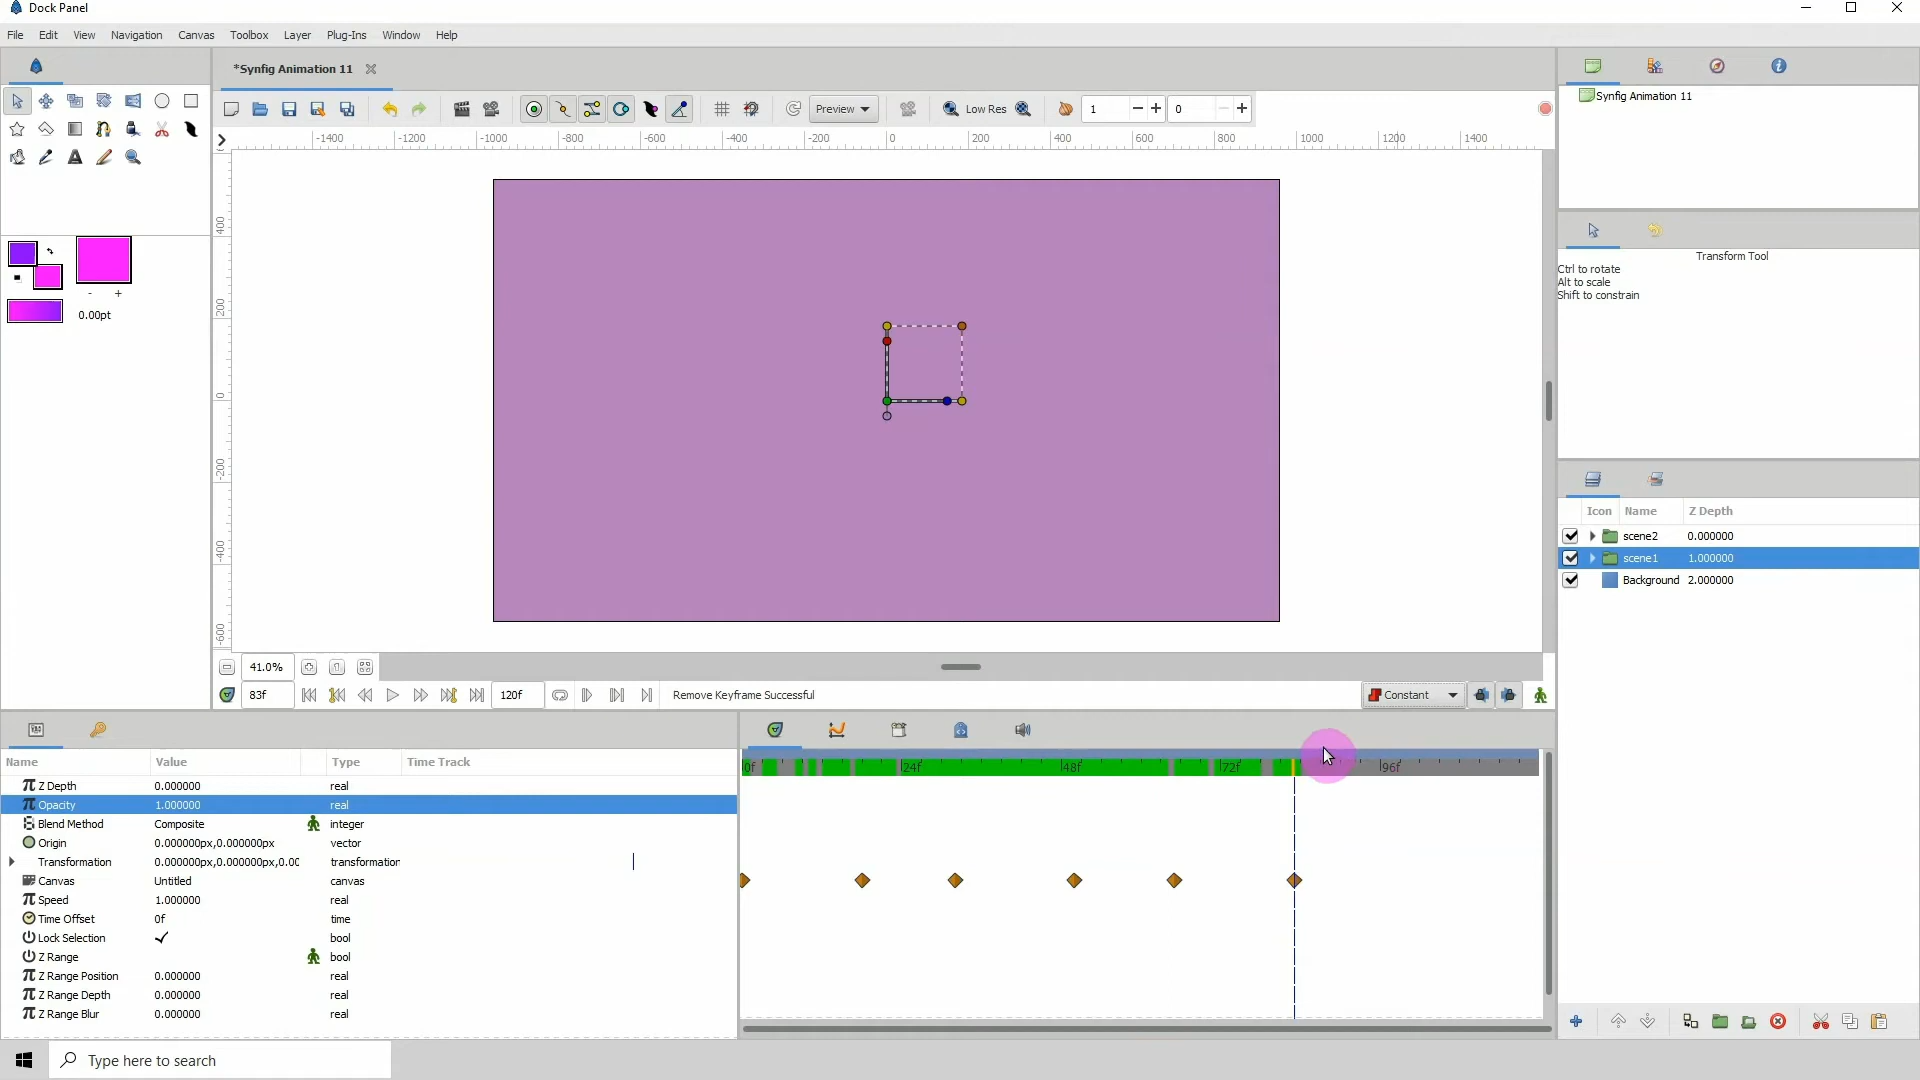 Dock Panel
File Edit View Navigation Canvas Toolbox Layer Plug-Ins Window Help
*Synfig Animation 11
Preview Low Res 1 0
-1400 -1200 -1000 -800 -600 -400 -200 0 200 400 600 800 1000 1200 1400
400
200
0
-200
-400
-600
0.00pt
- +
Synfig Animation 11
Transform Tool
Ctrl to rotate
Alt to scale
Shift to constrain
Icon Name Z Depth
scene2 0.000000
scene1 1.000000
Background 2.000000
41.0%
83f 120f Remove Keyframe Successful Constant
Name Value Type Time Track
Z Depth 0.000000 real
Opacity 1.000000 real
Blend Method Composite integer
Origin 0.000000px,0.000000px vector
Transformation 0.000000px,0.000000px,0.00 transformation
Canvas Untitled canvas
Speed 1.000000 real
Time Offset 0f time
Lock Selection bool
Z Range bool
Z Range Position 0.000000 real
Z Range Depth 0.000000 real
Z Range Blur 0.000000 real
0f 24f 48f 72f 96f
Type here to search